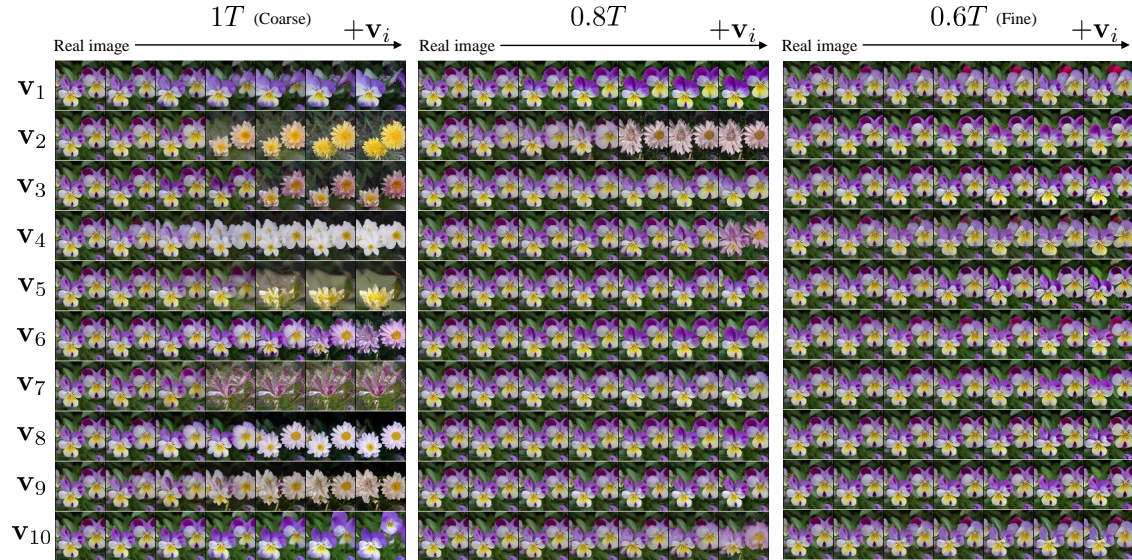 1T (Coarse) +v_i
0.8T +v_i
0.6T (Fine) +v_i
Real image
Real image
Real image
v_1
v_2
v_3
v_4
v_5
v_6
v_7
v_8
v_9
v_10